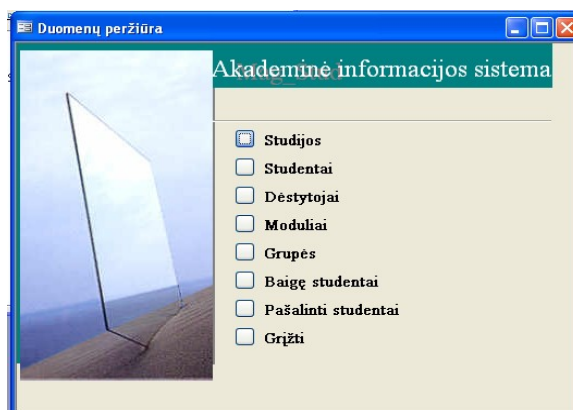 Duomenų peržiūra
Akademinė informacijos sistema
Studijos
Studentai
Dėstytojai
Moduliai
Grupės
Baigę studentai
Pašalinti studentai
Grįžti